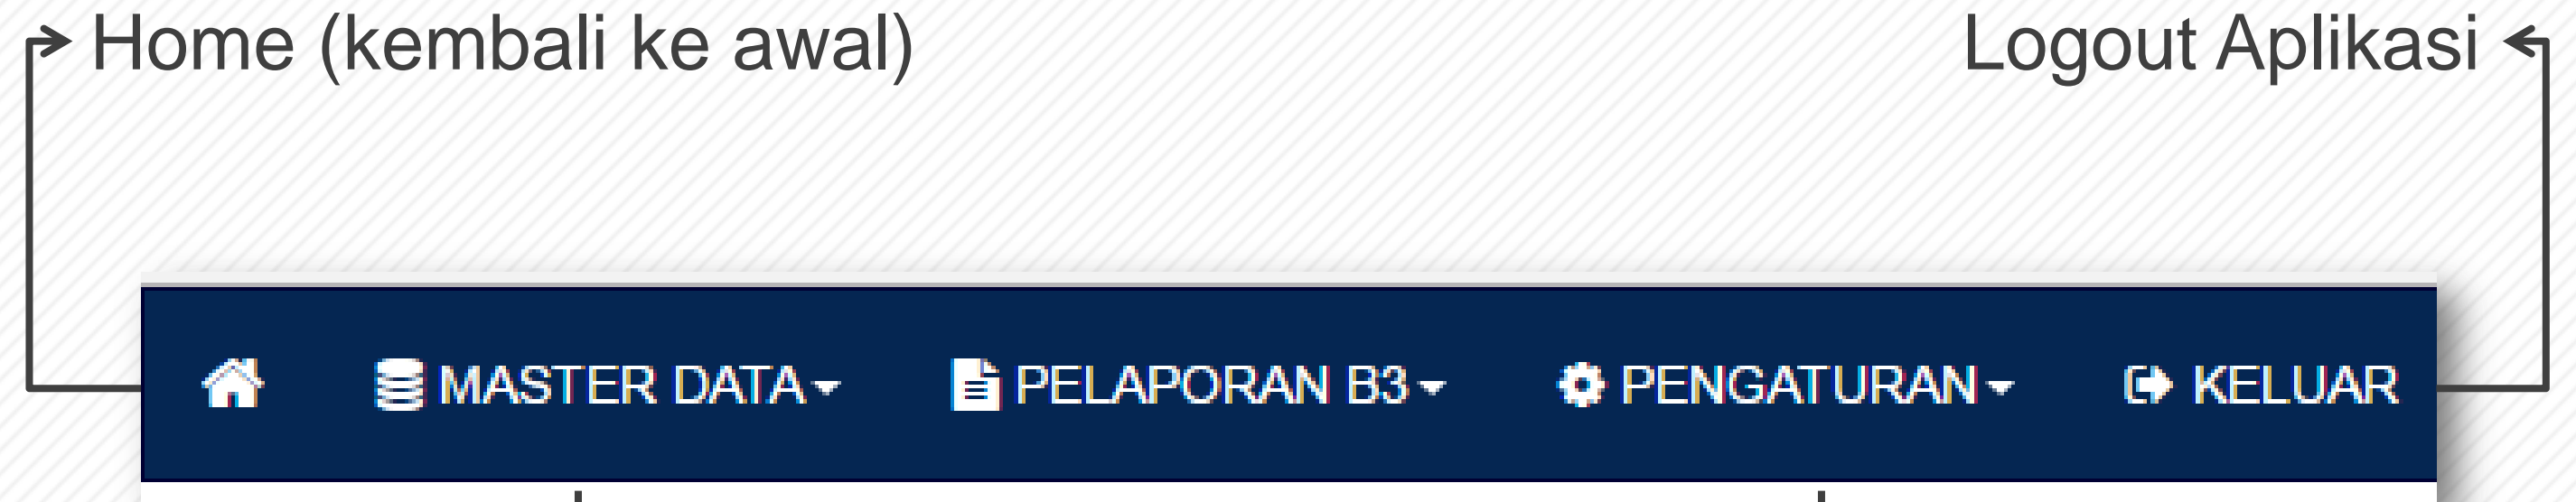 Home (kembali ke awal)
Logout Aplikasi
MASTER DATA
PELAPORAN B3
PENGATURAN
KELUAR